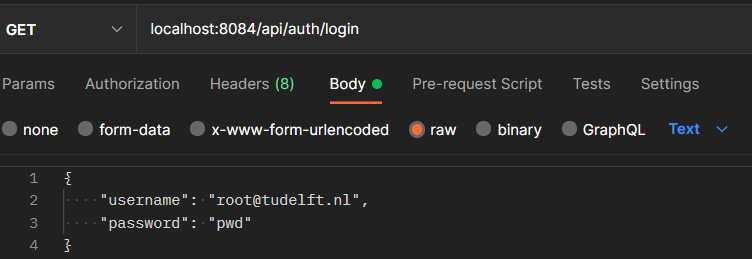 GET localhost:8084/api/auth/login
Params Authorization Headers (8) Body Pre-request Script Tests Settings
none form-data x-www-form-urlencoded raw binary GraphQL Text
1 {
2 "username": "root@tudelft.nl",
3 "password": "pwd"
4 }